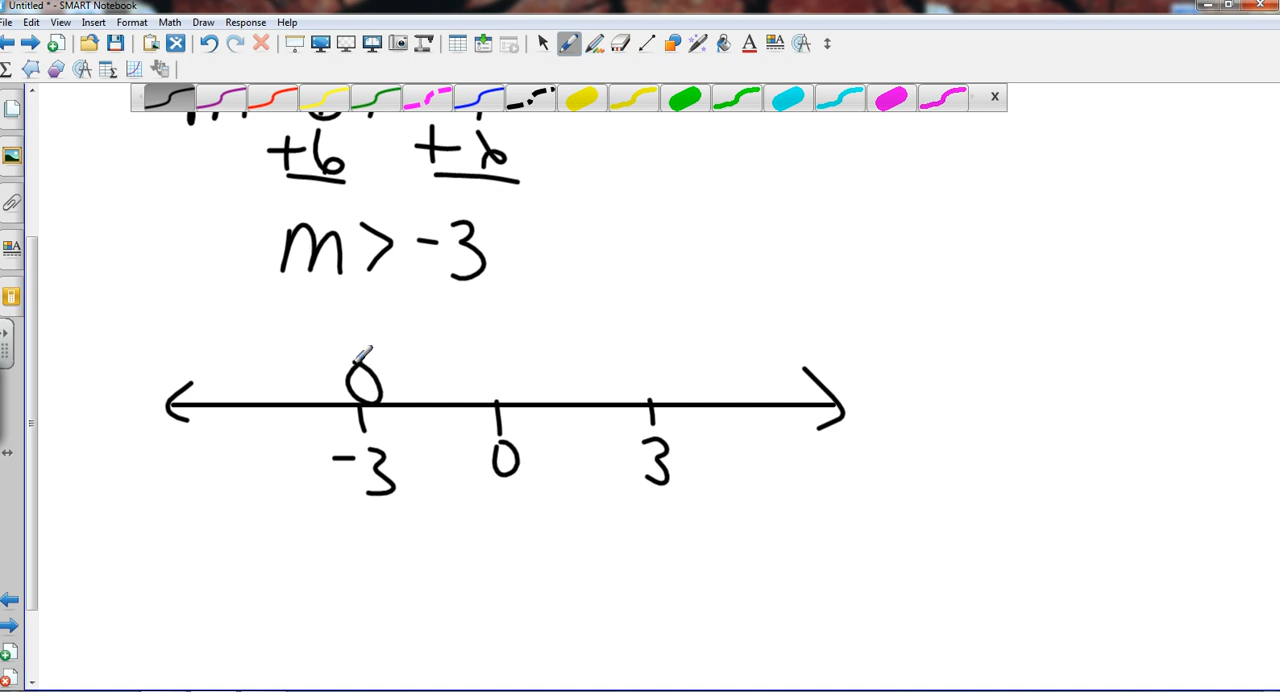 Untitled * - SMART Notebook
File Edit View Insert Format Math Draw Response Help
+6 +6
m > -3
-3 0 3